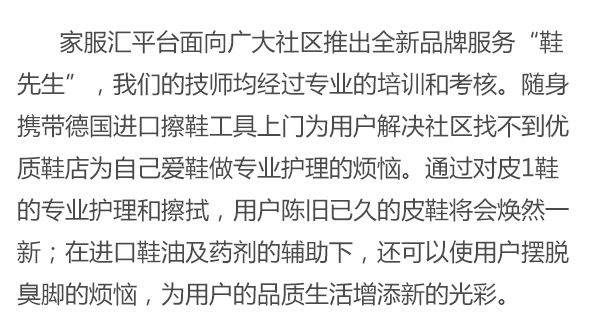 家服汇平台面向广大社区推出全新品牌服务“鞋
先生”，我们的技师均经过专业的培训和考核。随身
携带德国进口擦鞋工具上门为用户解决社区找不到优
质鞋店为自己爱鞋做专业护理的烦恼。通过对皮1鞋
的专业护理和擦拭，用户陈旧已久的皮鞋将会焕然一
新；在进口鞋油及药剂的辅助下，还可以使用户摆脱
臭脚的烦恼，为用户的品质生活增添新的光彩。